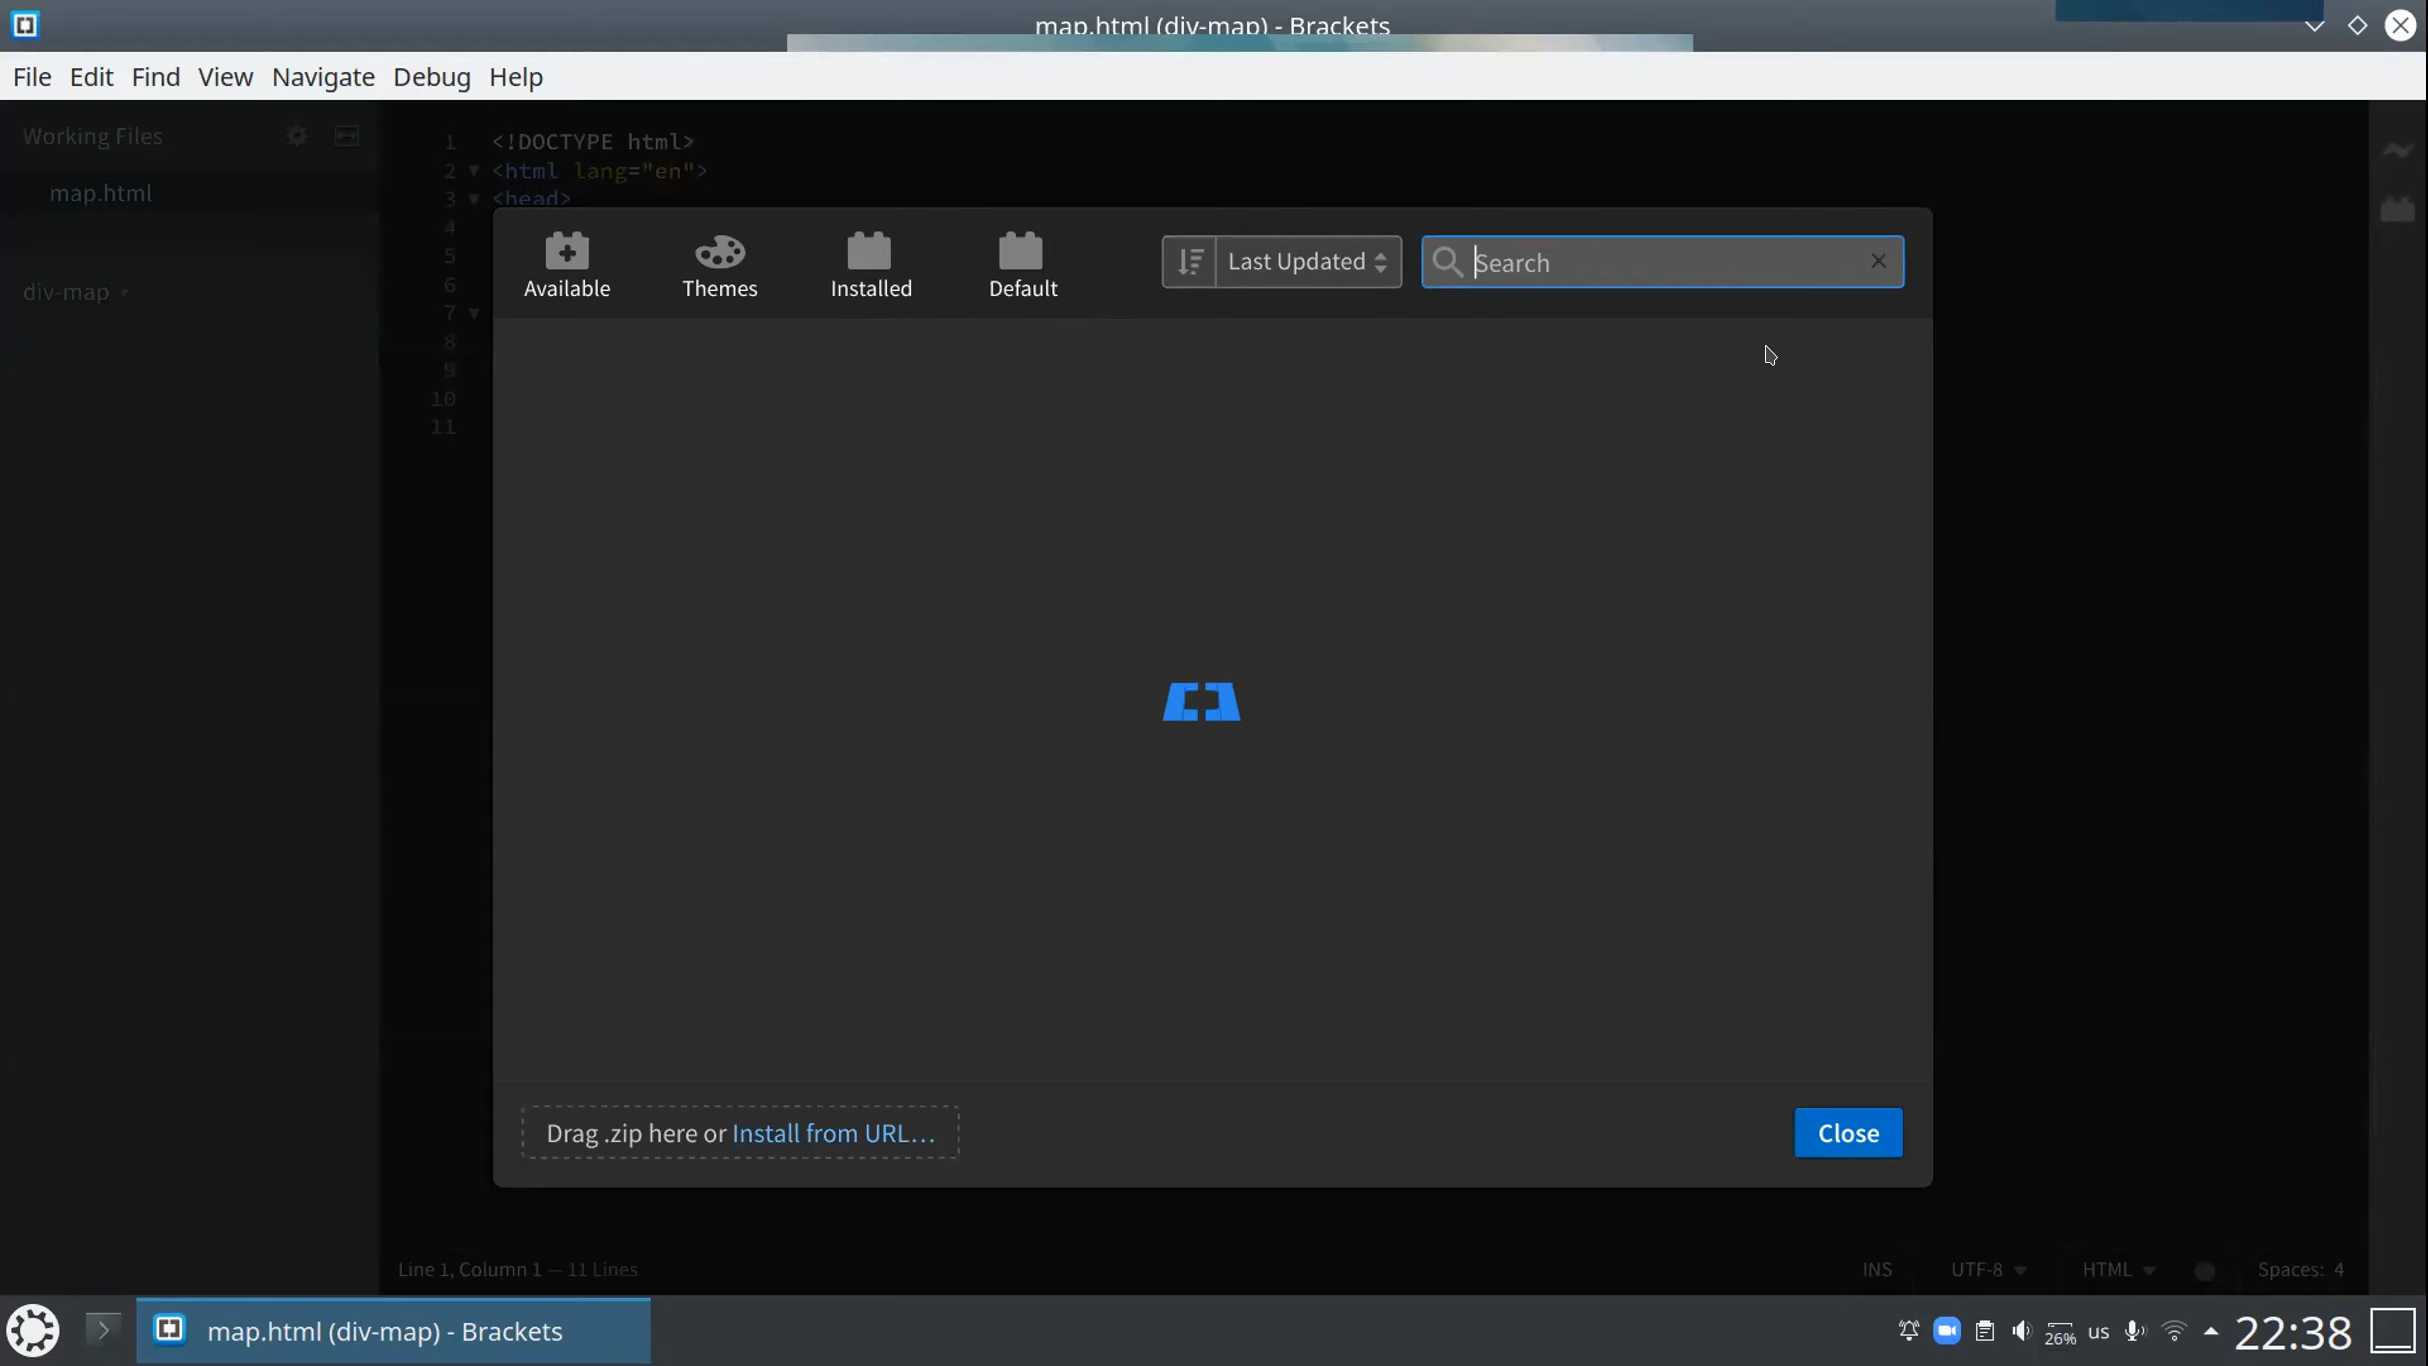 map.html (div-map) - Brackets
File Edit Find View Navigate Debug Help
Working Files
map.html
div-map
1 <!DOCTYPE html>
2 <html lang="en">
3 <head>
4
5
6
7
8
9
10
11
Available Themes Installed Default
Last Updated
Search
Drag .zip here or Install from URL...
Close
Line 1, Column 1 — 11 Lines
INS UTF-8 HTML Spaces: 4
map.html (div-map) - Brackets
26% us 22:38